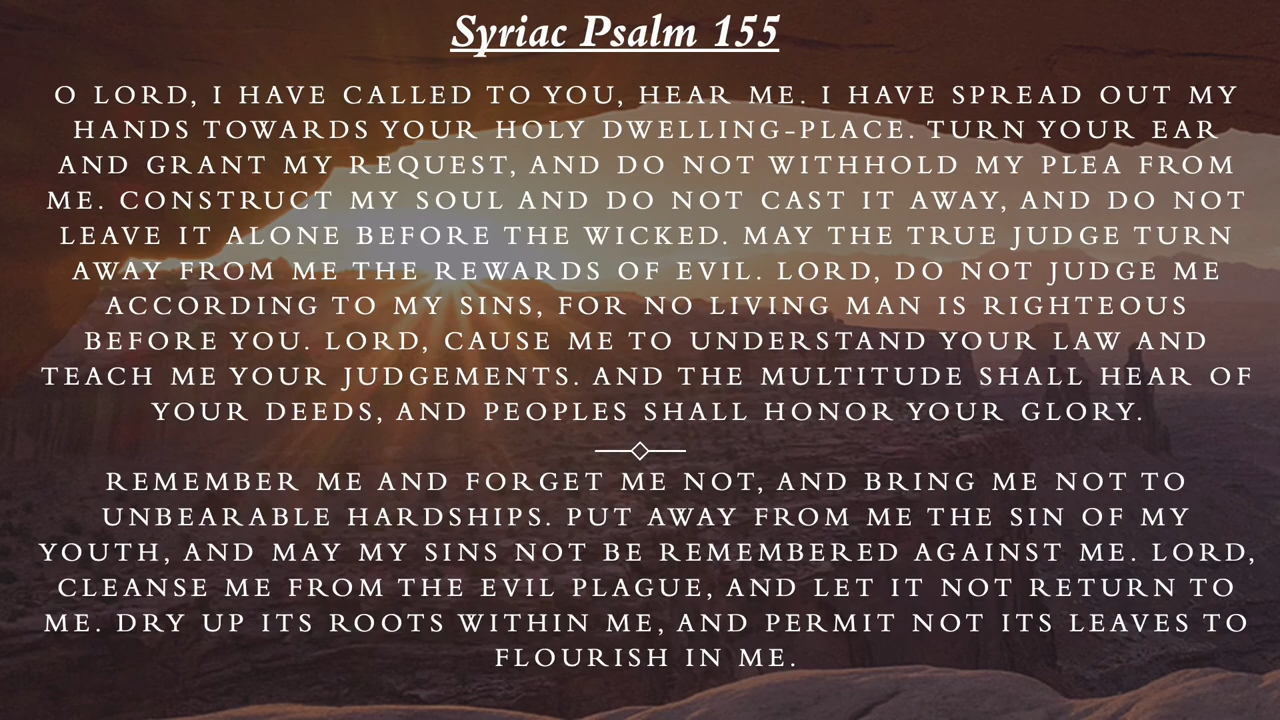 Syriac Psalm 155
O LORD, I HAVE CALLED TO YOU, HEAR ME. I HAVE SPREAD OUT MY
HANDS TOWARDS YOUR HOLY DWELLING-PLACE. TURN YOUR EAR
AND GRANT MY REQUEST, AND DO NOT WITHHOLD MY PLEA FROM
ME. CONSTRUCT MY SOUL AND DO NOT CAST IT AWAY, AND DO NOT
LEAVE IT ALONE BEFORE THE WICKED. MAY THE TRUE JUDGE TURN
AWAY FROM ME THE REWARDS OF EVIL. LORD, DO NOT JUDGE ME
ACCORDING TO MY SINS, FOR NO LIVING MAN IS RIGHTEOUS
BEFORE YOU. LORD, CAUSE ME TO UNDERSTAND YOUR LAW AND
TEACH ME YOUR JUDGEMENTS. AND THE MULTITUDE SHALL HEAR OF
YOUR DEEDS, AND PEOPLES SHALL HONOR YOUR GLORY.
REMEMBER ME AND FORGET ME NOT, AND BRING ME NOT TO
UNBEARABLE HARDSHIPS. PUT AWAY FROM ME THE SIN OF MY
YOUTH, AND MAY MY SINS NOT BE REMEMBERED AGAINST ME. LORD,
CLEANSE ME FROM THE EVIL PLAGUE, AND LET IT NOT RETURN TO
ME. DRY UP ITS ROOTS WITHIN ME, AND PERMIT NOT ITS LEAVES TO
FLOURISH IN ME.